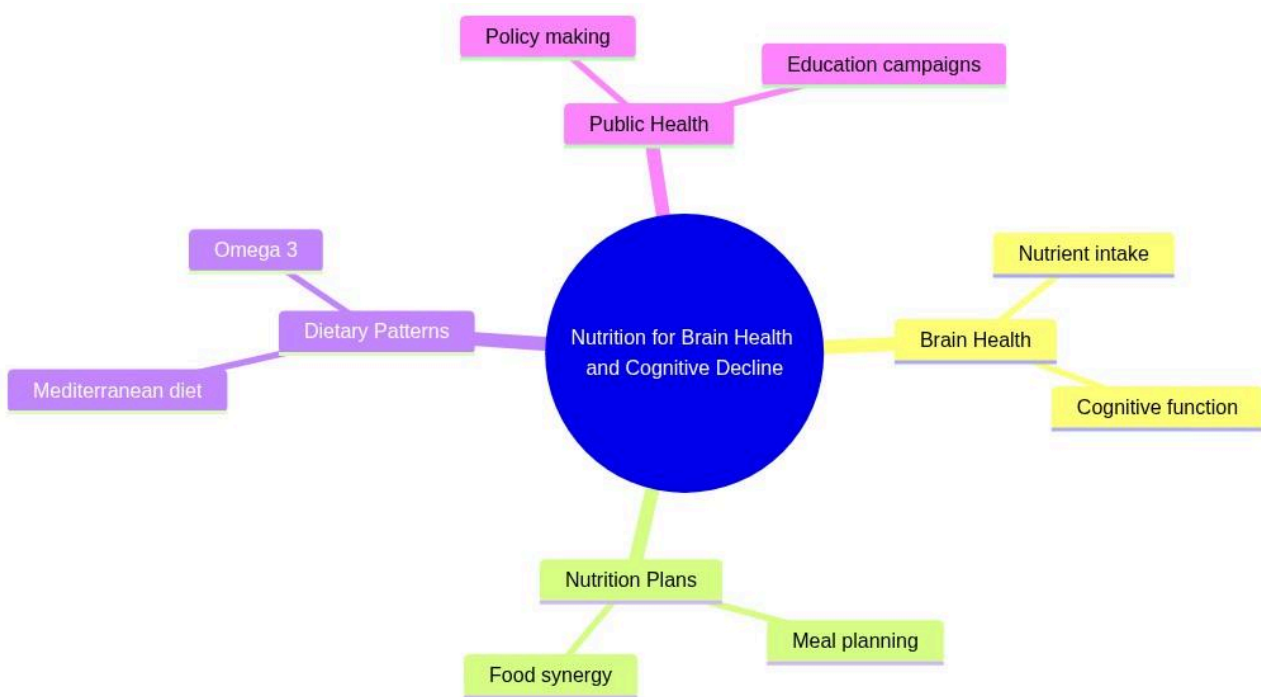 Policy making
Education campaigns
Public Health
Omega 3
Nutrient intake
Dietary Patterns
Brain Health
Nutrition for Brain Health
and Cognitive Decline
Mediterranean diet
Cognitive function
Nutrition Plans
Meal planning
Food synergy